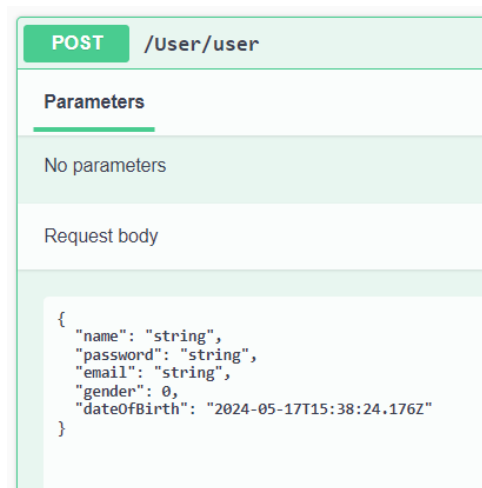 POST /User/user
Parameters
No parameters
Request body
{
"name": "string",
"password": "string",
"email": "string",
"gender": 0,
"dateOfBirth": "2024-05-17T15:38:24.176Z"
}